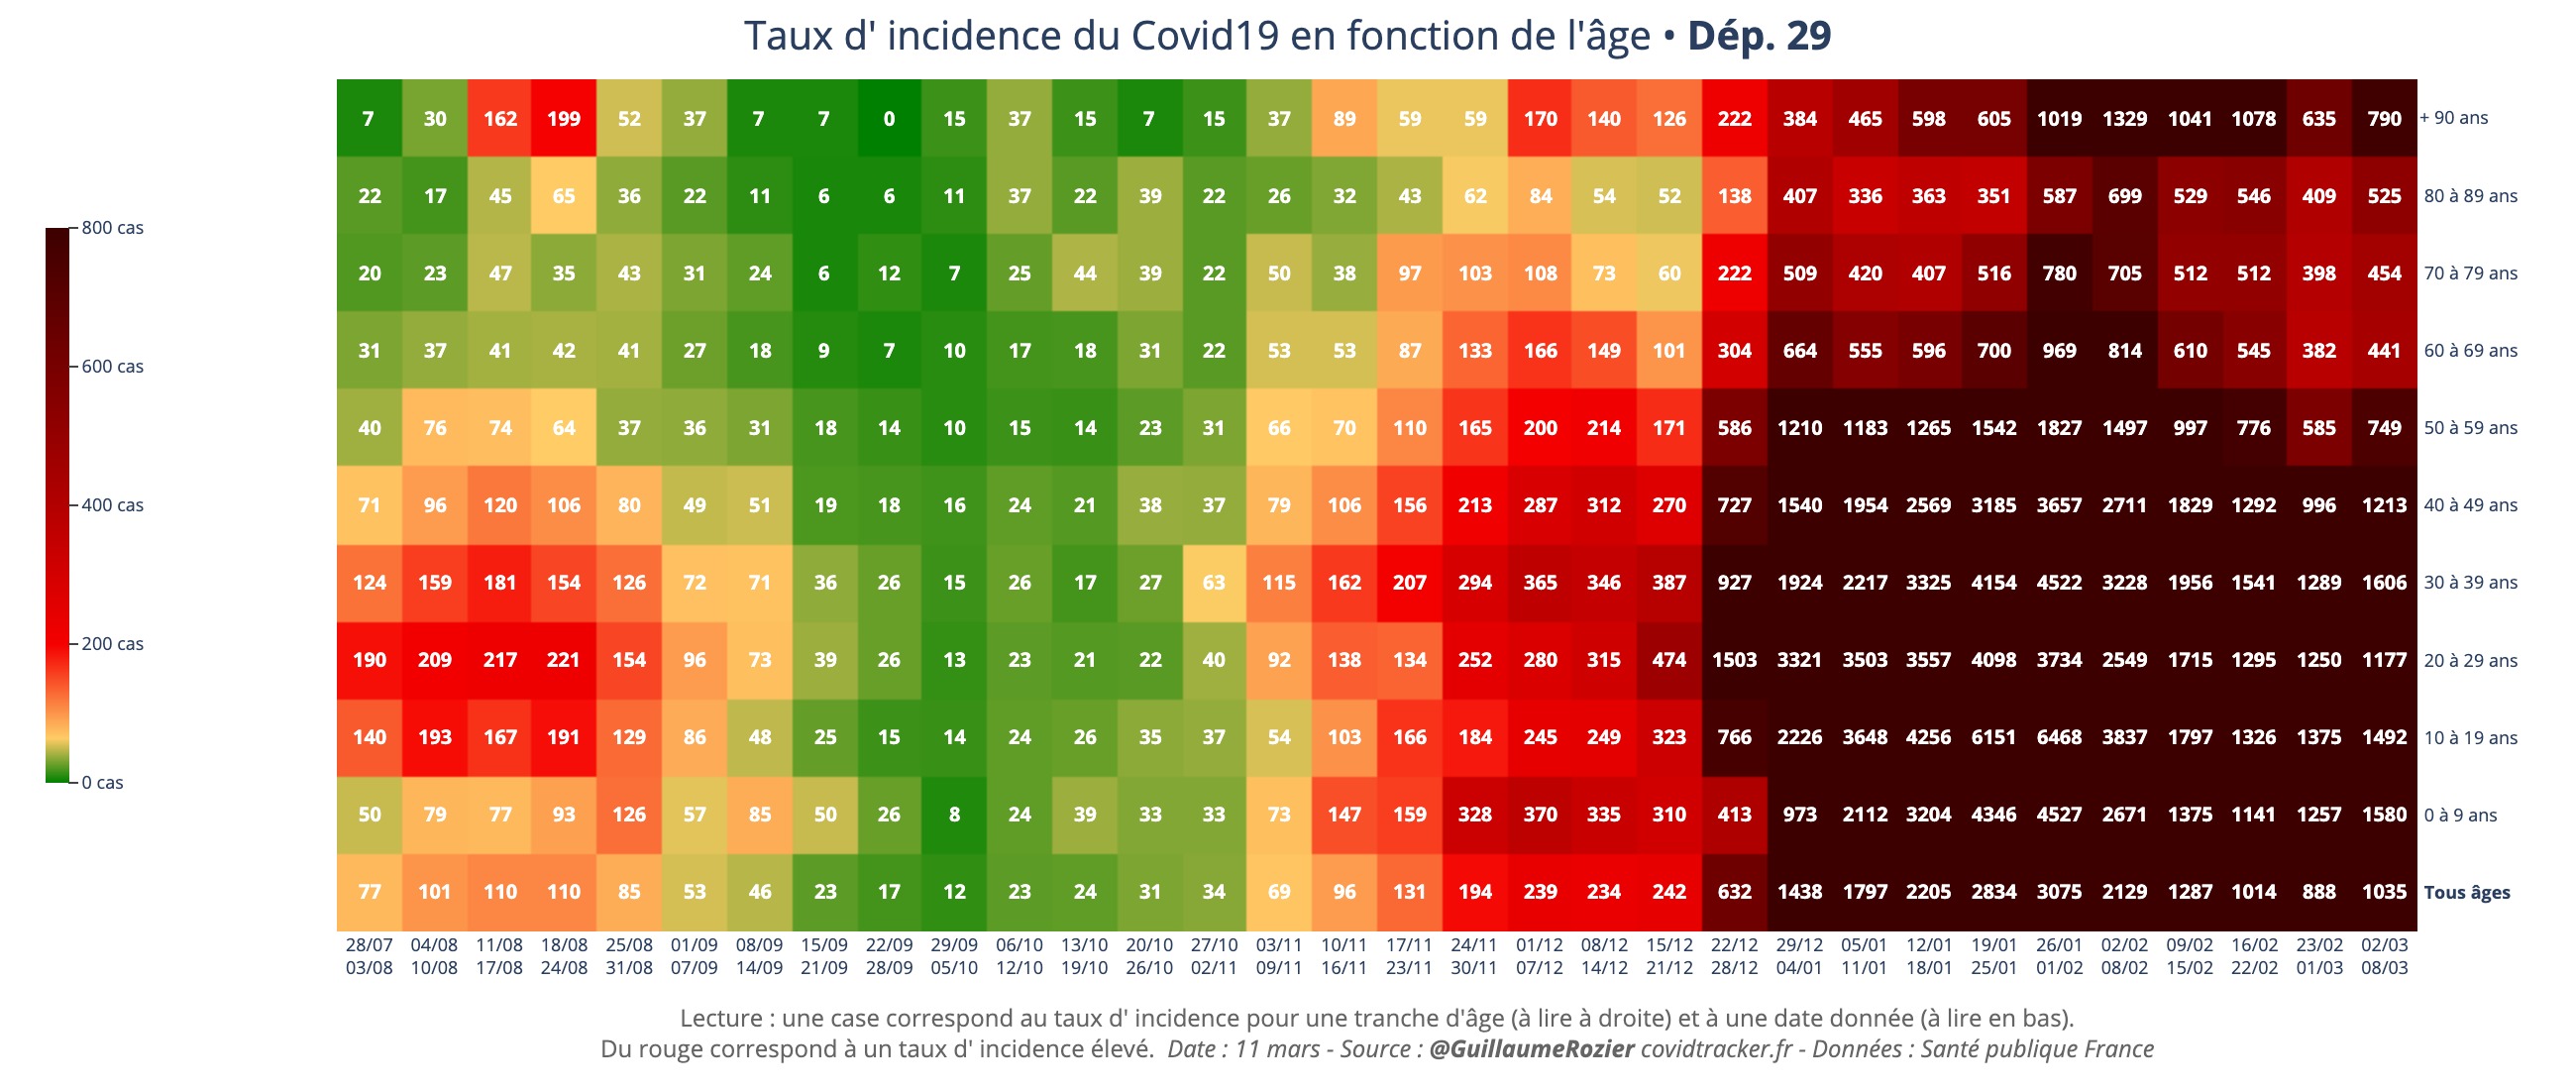 Taux d' incidence du Covid19 en fonction de l'âge • Dép. 29
7 30 162 199 52 37 7 7 0 15 37 15 7 15 37 89 59 59 170 140 126 222 384 465 598 605 1019 1329 1041 1078 635 790 + 90 ans
22 17 45 65 36 22 11 6 6 11 37 22 39 22 26 32 43 62 84 54 52 138 407 336 363 351 587 699 529 546 409 525 80 à 89 ans
800 cas
20 23 47 35 43 31 24 6 12 7 25 44 39 22 50 38 97 103 108 73 60 222 509 420 407 516 780 705 512 512 398 454 70 à 79 ans
31 37 41 42 41 27 18 9 7 10 17 18 31 22 53 53 87 133 166 149 101 304 664 555 596 700 969 814 610 545 382 441 60 à 69 ans
600 cas
40 76 74 64 37 36 31 18 14 10 15 14 23 31 66 70 110 165 200 214 171 586 1210 1183 1265 1542 1827 1497 997 776 585 749 50 à 59 ans
400 cas
71 96 120 106 80 49 51 19 18 16 24 21 38 37 79 106 156 213 287 312 270 727 1540 1954 2569 3185 3657 2711 1829 1292 996 1213 40 à 49 ans
124 159 181 154 126 72 71 36 26 15 26 17 27 63 115 162 207 294 365 346 387 927 1924 2217 3325 4154 4522 3228 1956 1541 1289 1606 30 à 39 ans
200 cas
190 209 217 221 154 96 73 39 26 13 23 21 22 40 92 138 134 252 280 315 474 1503 3321 3503 3557 4098 3734 2549 1715 1295 1250 1177 20 à 29 ans
140 193 167 191 129 86 48 25 15 14 24 26 35 37 54 103 166 184 245 249 323 766 2226 3648 4256 6151 6468 3837 1797 1326 1375 1492 10 à 19 ans
0 cas
50 79 77 93 126 57 85 50 26 8 24 39 33 33 73 147 159 328 370 335 310 413 973 2112 3204 4346 4527 2671 1375 1141 1257 1580 0 à 9 ans
77 101 110 110 85 53 46 23 17 12 23 24 31 34 69 96 131 194 239 234 242 632 1438 1797 2205 2834 3075 2129 1287 1014 888 1035 Tous âges
28/07 04/08 11/08 18/08 25/08 01/09 08/09 15/09 22/09 29/09 06/10 13/10 20/10 27/10 03/11 10/11 17/11 24/11 01/12 08/12 15/12 22/12 29/12 05/01 12/01 19/01 26/01 02/02 09/02 16/02 23/02 02/03
03/08 10/08 17/08 24/08 31/08 07/09 14/09 21/09 28/09 05/10 12/10 19/10 26/10 02/11 09/11 16/11 23/11 30/11 07/12 14/12 21/12 28/12 04/01 11/01 18/01 25/01 01/02 08/02 15/02 22/02 01/03 08/03
Lecture : une case correspond au taux d' incidence pour une tranche d'âge (à lire à droite) et à une date donnée (à lire en bas).
Du rouge correspond à un taux d' incidence élevé. Date : 11 mars - Source : @GuillaumeRozier covidtracker.fr - Données : Santé publique France